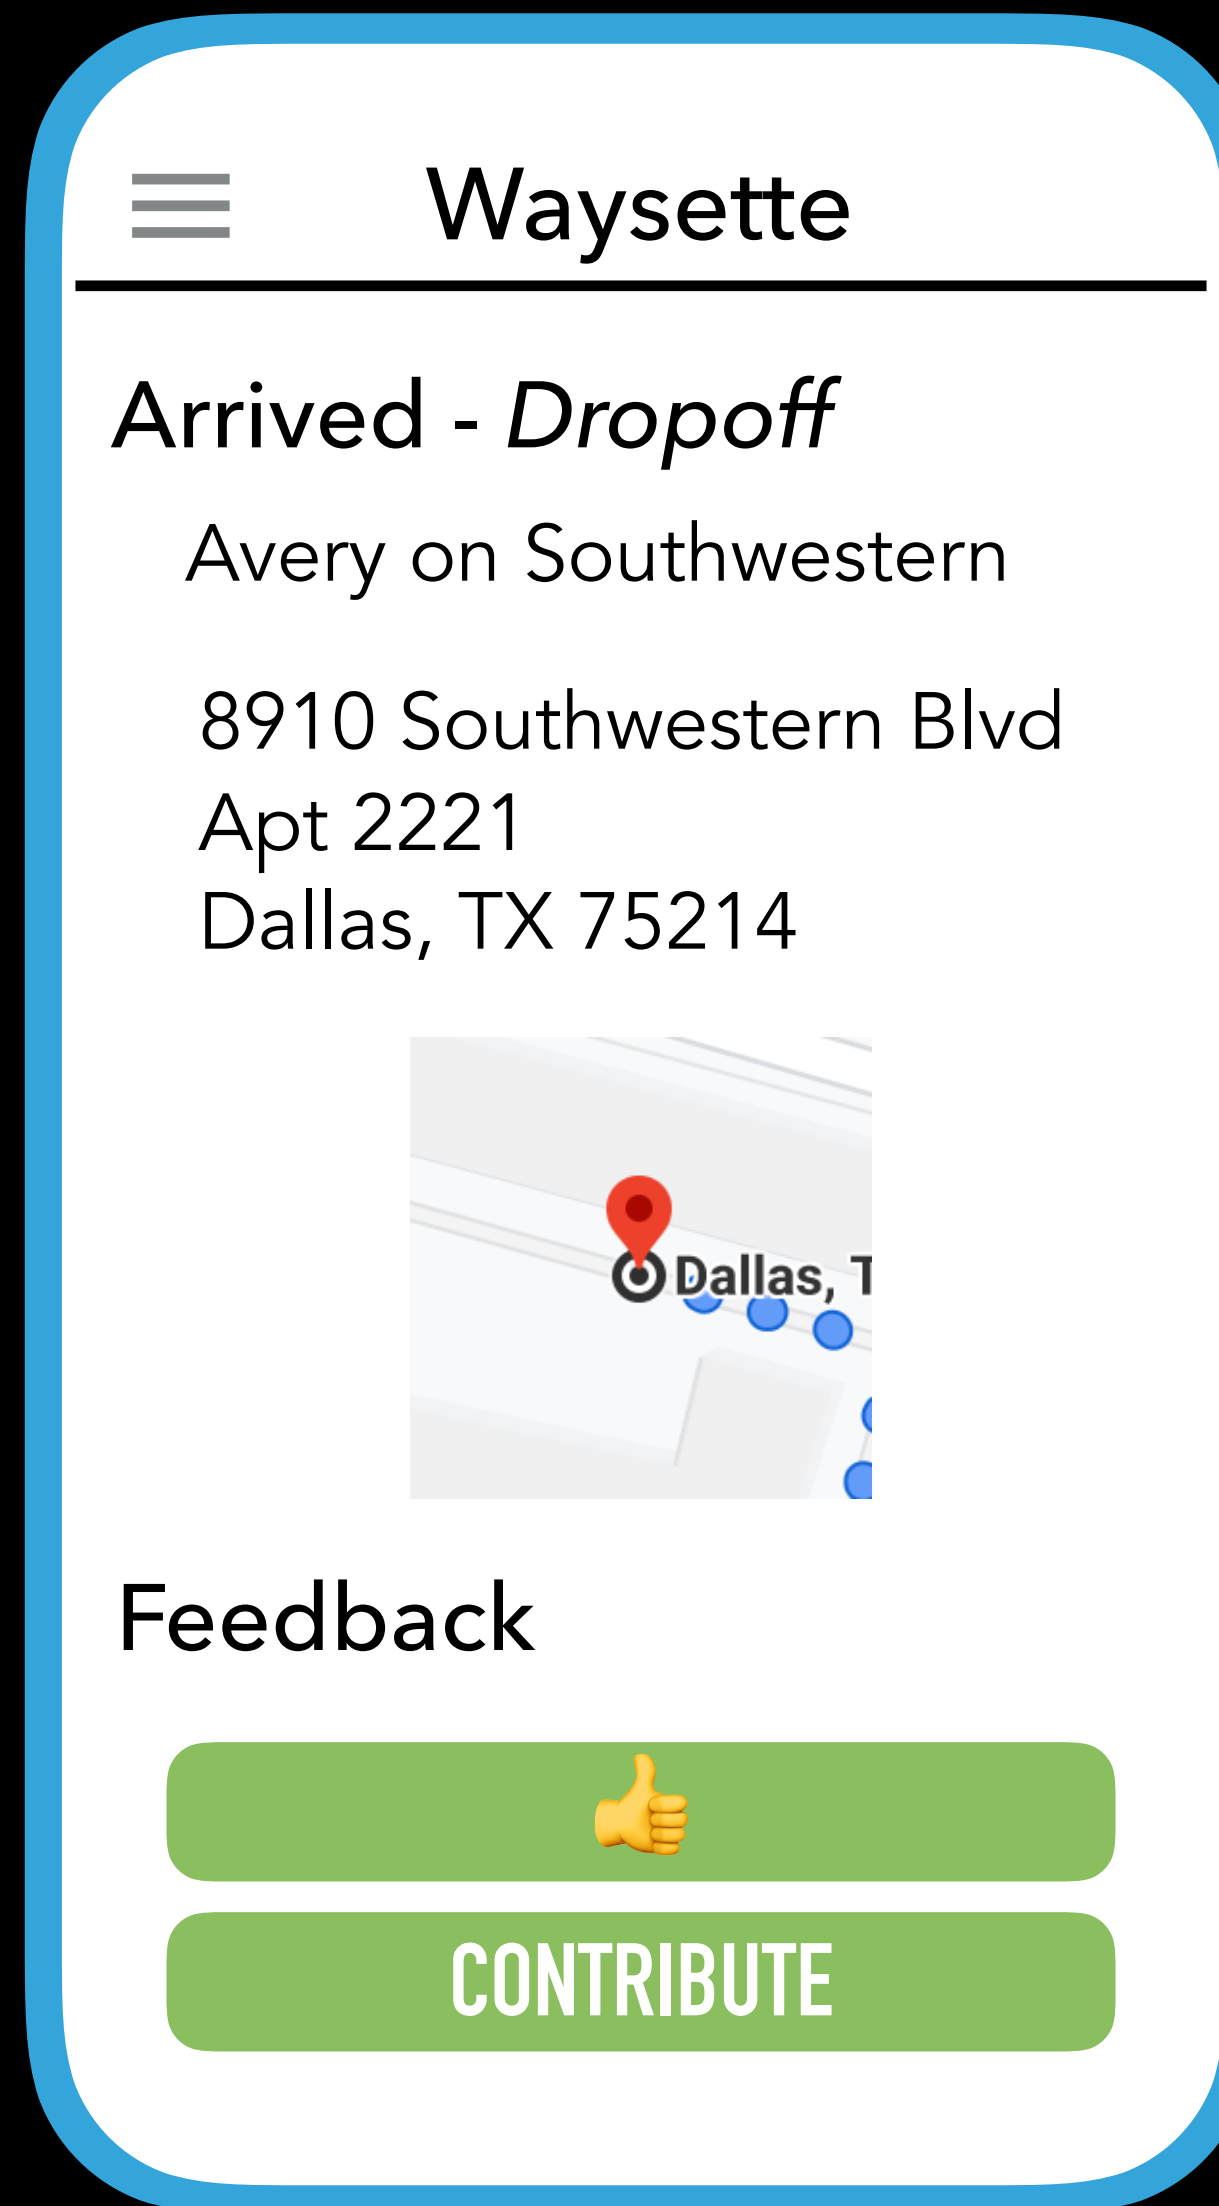 Waysette
Arrived - Dropoff
Avery on Southwestern
8910 Southwestern Blvd
Apt 2221
Dallas, TX 75214
Dallas, T
Feedback
CONTRIBUTE